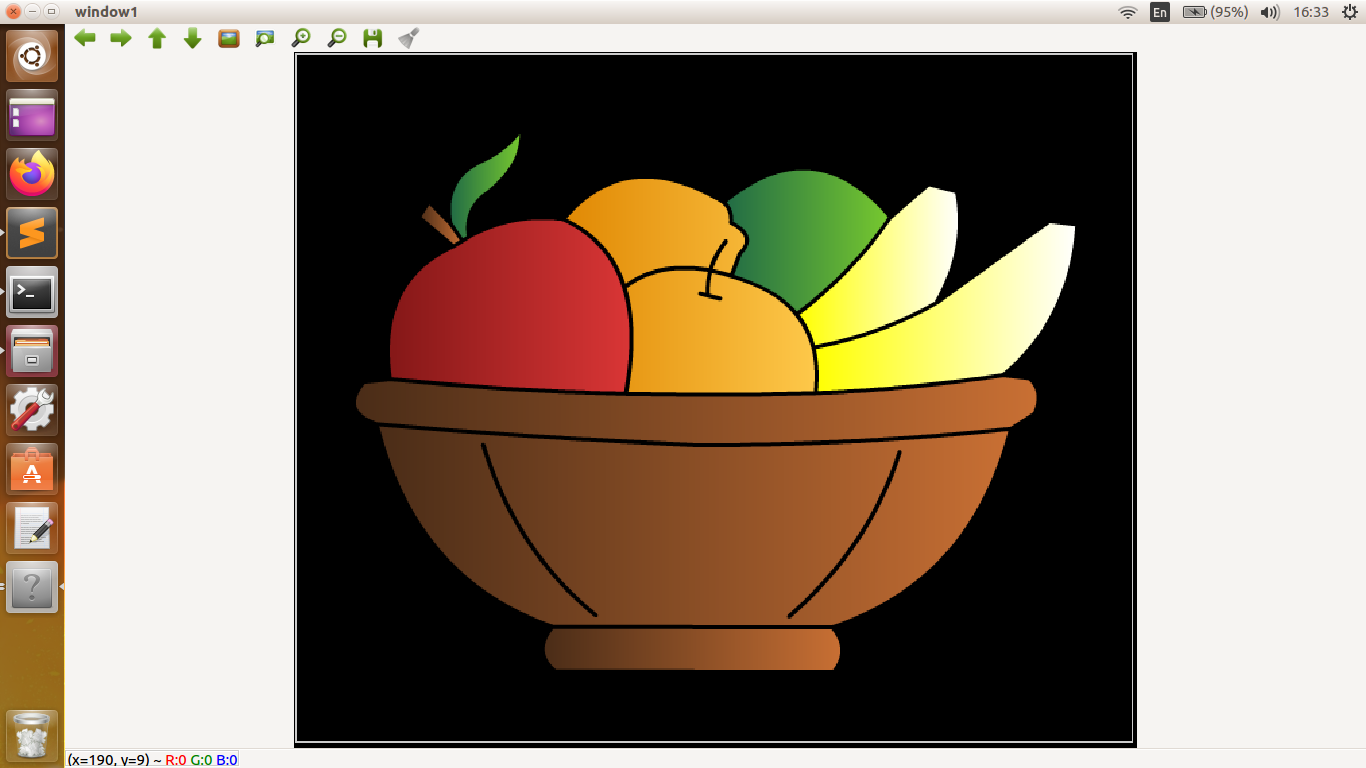 window1
En
(95%)
16:33
(x=190, y=9) ~ R:0 G:0 B:0